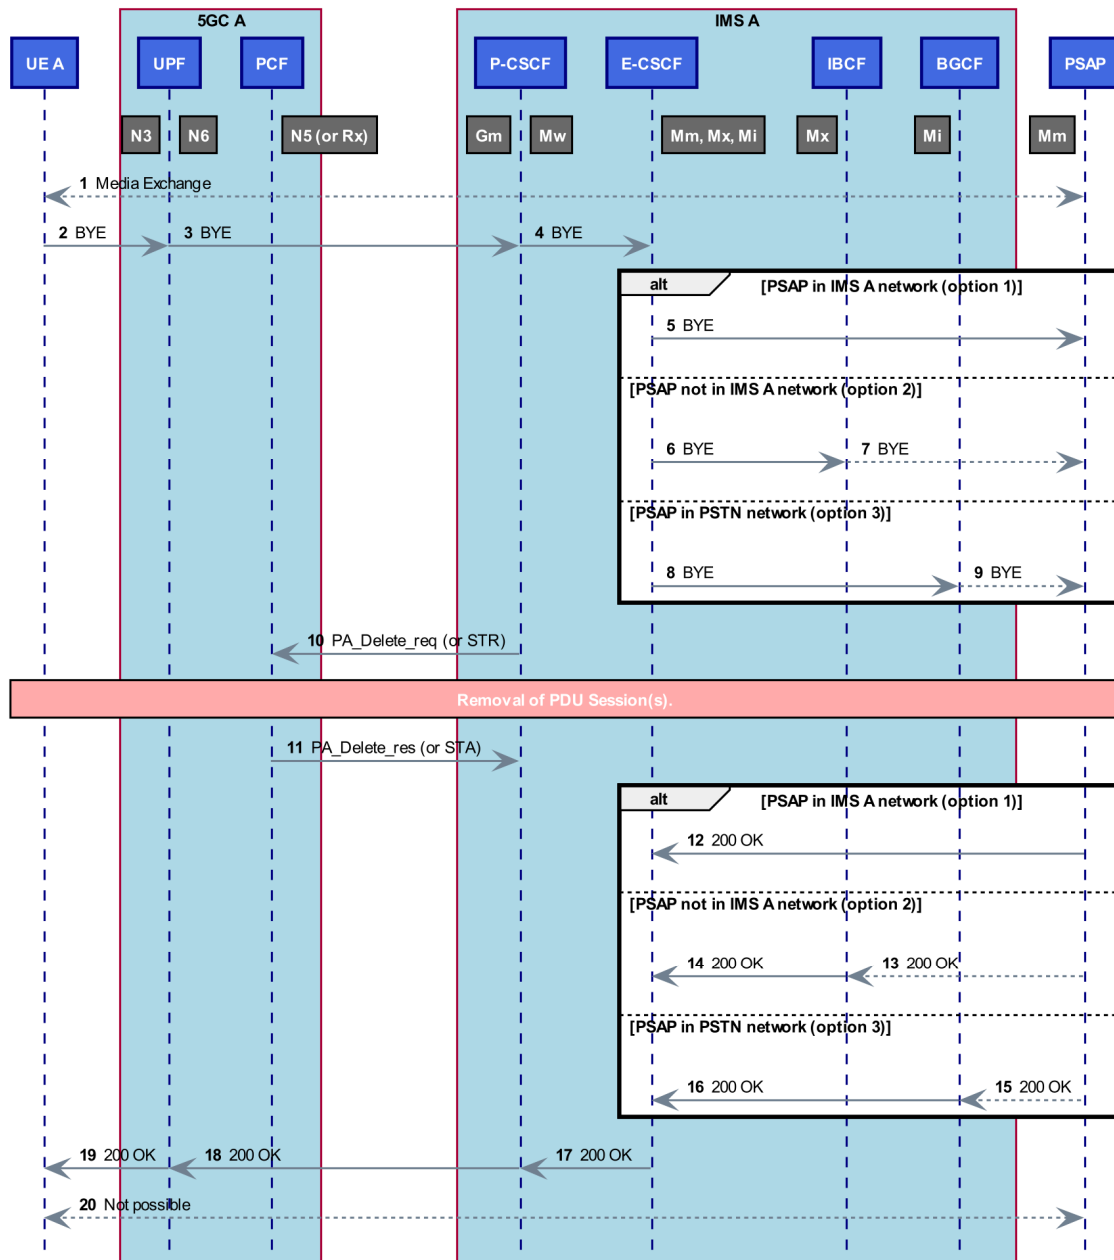 5GC A
IMS A
UE A
UPF
PCF
P-CSCF
E-CSCF
IBCF
BGCF
PSAP
N3
N6
N5 (or Rx)
Gm
Mw
Mm, Mx, Mi
Mx
Mi
Mm
1 Media Exchange
2 BYE
3 BYE
4 BYE
alt
[PSAP in IMS A network (option 1)]
5 BYE
[PSAP not in IMS A network (option 2)]
6 BYE
7 BYE
[PSAP in PSTN network (option 3)]
8 BYE
9 BYE
10 PA_Delete_req (or STR)
Removal of PDU Session(s).
11 PA_Delete_res (or STA)
alt
[PSAP in IMS A network (option 1)]
12 200 OK
[PSAP not in IMS A network (option 2)]
14 200 OK
13 200 OK
[PSAP in PSTN network (option 3)]
16 200 OK
15 200 OK
19 200 OK
18 200 OK
17 200 OK
20 Not possible